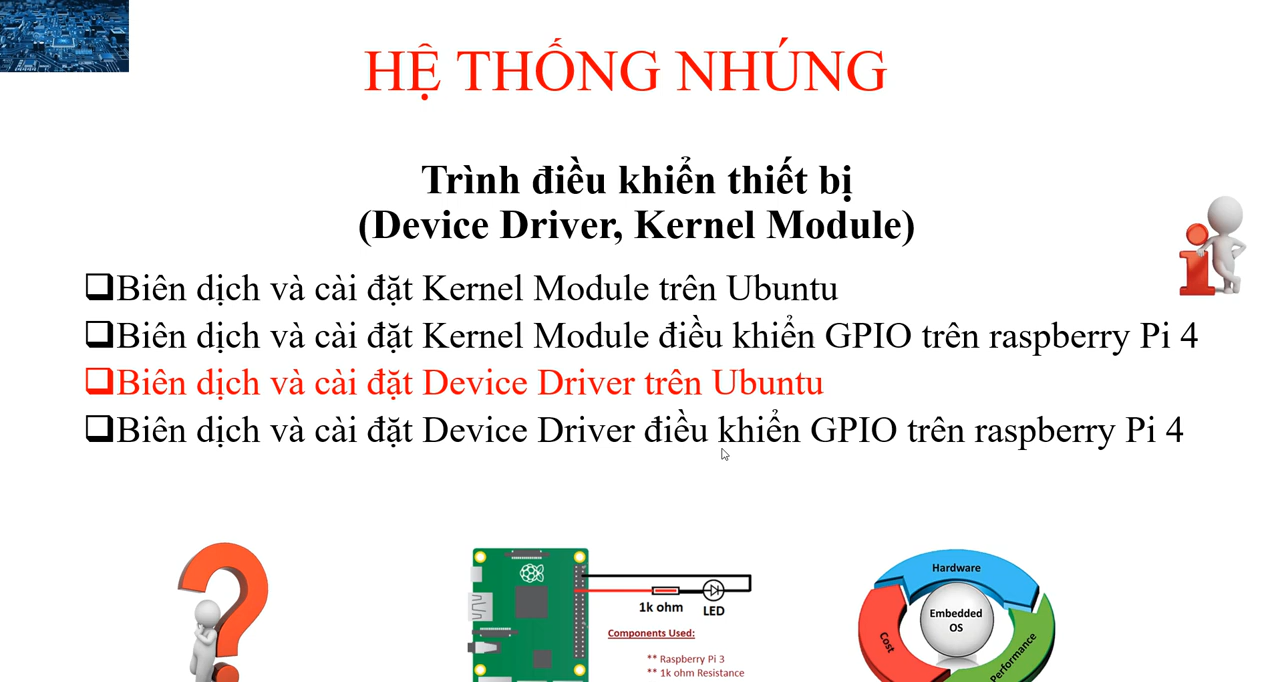 HỆ THỐNG NHÚNG
Trình điều khiển thiết bị
(Device Driver, Kernel Module)
❑Biên dịch và cài đặt Kernel Module trên Ubuntu
❑Biên dịch và cài đặt Kernel Module điều khiển GPIO trên raspberry Pi 4
❑Biên dịch và cài đặt Device Driver trên Ubuntu
❑Biên dịch và cài đặt Device Driver điều khiển GPIO trên raspberry Pi 4
1k ohm
LED
Components Used:
** Raspberry Pi 3
** 1k ohm Resistance
Hardware
Embedded
OS
Cost
Performance